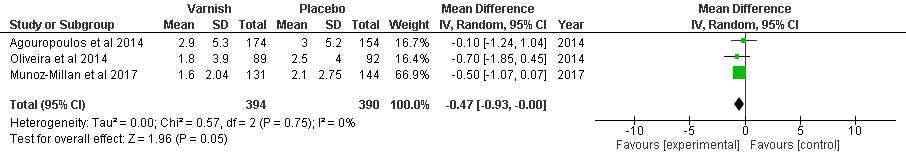 Varnish Placebo Mean Difference Mean Difference
Study or Subgroup Mean SD Total Mean SD Total Weight IV, Random, 95% CI Year IV, Random, 95% CI
Agouropoulos et al 2014 2.9 5.3 174 3 5.2 154 16.7% -0.10 [-1.24, 1.04] 2014
Oliveira et al 2014 1.8 3.9 89 2.5 4 92 16.4% -0.70 [-1.85, 0.45] 2014
Munoz-Millan et al 2017 1.6 2.04 131 2.1 2.75 144 66.9% -0.50 [-1.07, 0.07] 2017
Total (95% CI) 394 390 100.0% -0.47 [-0.93, -0.00]
Heterogeneity: Tau² = 0.00; Chi² = 0.57, df = 2 (P = 0.75); I² = 0%
Test for overall effect: Z = 1.96 (P = 0.05)
-10 -5 0 5 10
Favours [experimental] Favours [control]